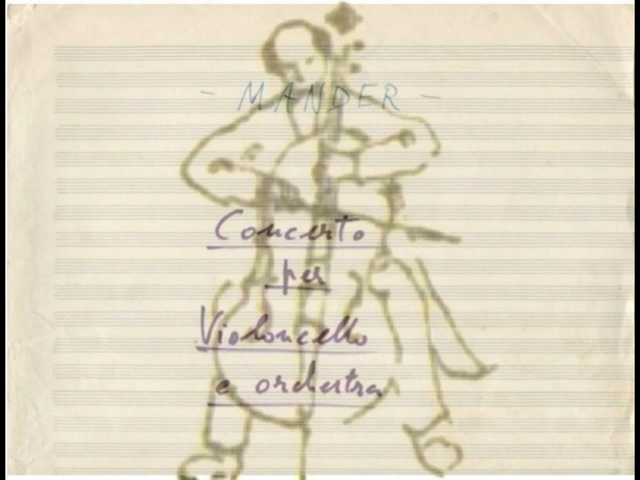 - MANDER -
Concerto
per
Violoncello
e orchestra